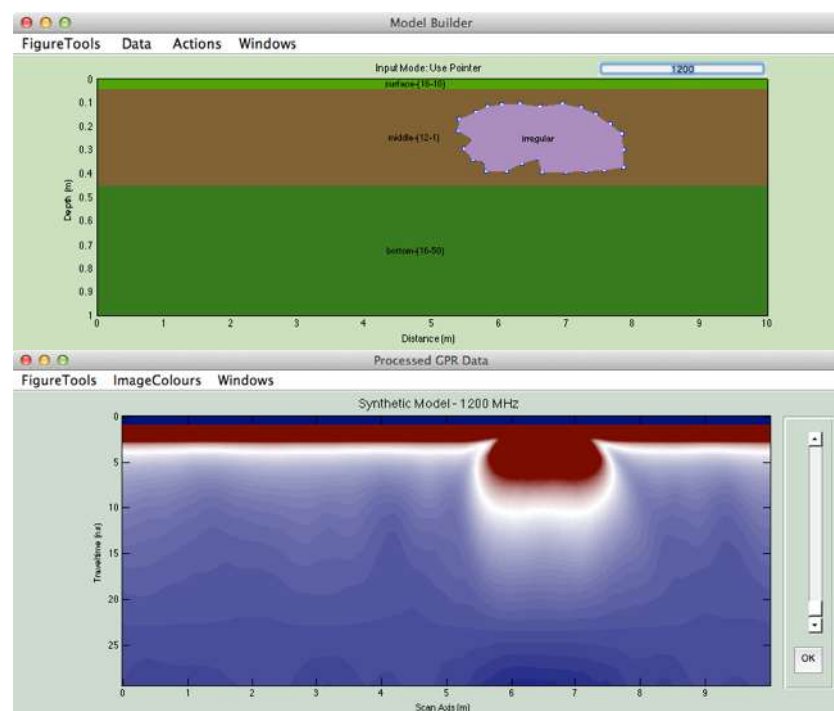 Model Builder
FigureTools Data Actions Windows
Input Mode: Use Pointer 1200
0
0.1
0.2
0.3
0.4
0.5
0.6
0.7
0.8
0.9
1
Depth (m)
surface-(16-10)
middle-(12-1)
irregular
bottom-(16-50)
0 1 2 3 4 5 6 7 8 9 10
Distance (m)
Processed GPR Data
FigureTools ImageColours Windows
Synthetic Model - 1200 MHz
0
5
10
15
20
25
Traveltime (ns)
0 1 2 3 4 5 6 7 8 9
Scan Axis (m)
OK